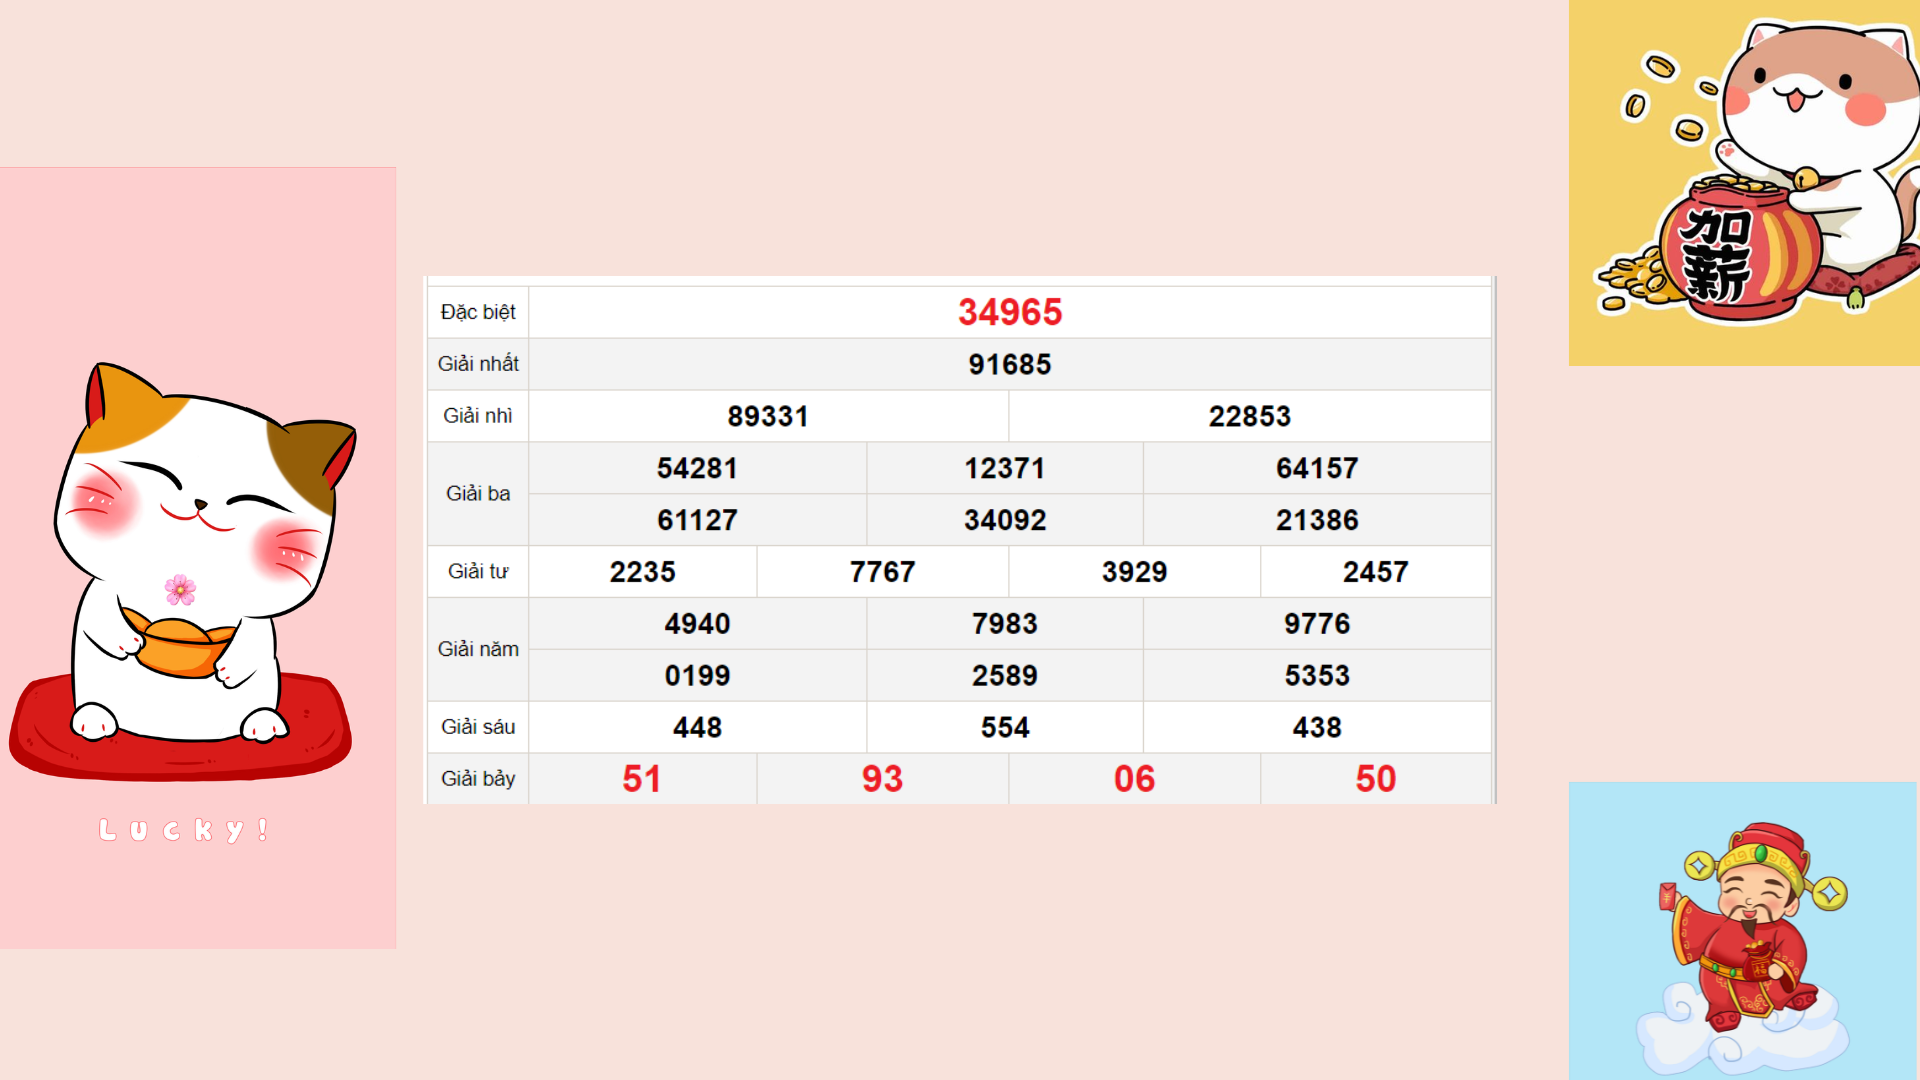 Đặc biệt 34965
Giải nhất 91685
Giải nhì 89331 22853
Giải ba 54281 12371 64157
61127 34092 21386
Giải tư 2235 7767 3929 2457
Giải năm 4940 7983 9776
0199 2589 5353
Giải sáu 448 554 438
Giải bảy 51 93 06 50
Lucky!
加
薪
福